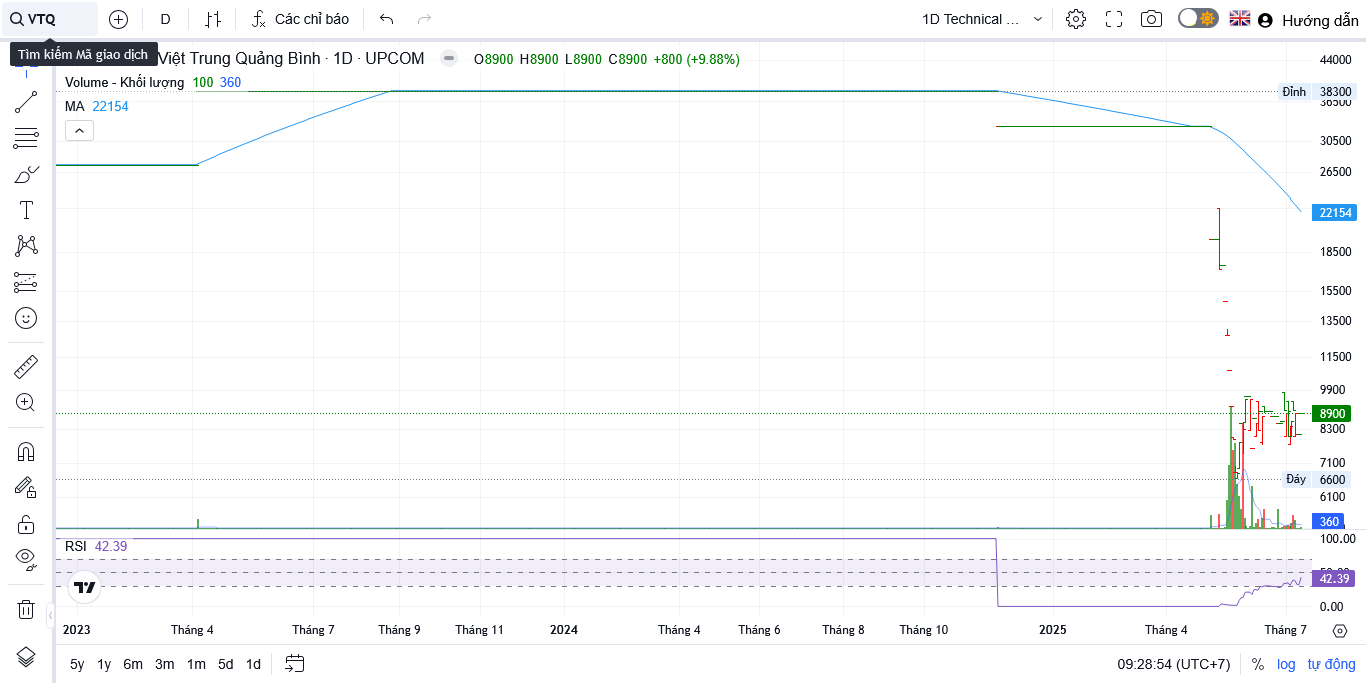 VTQ
D
Các chỉ báo
1D Technical ...
Hướng dẫn
Tìm kiếm Mã giao dịch
Việt Trung Quảng Bình · 1D · UPCOM
O8900 H8900 L8900 C8900 +800 (+9.88%)
Volume - Khối lượng 100 360
MA 22154
44000
Đỉnh 38300
36500
30500
26500
22154
18500
15500
13500
11500
9900
8900
8300
7100
Đáy 6600
6100
360
RSI 42.39
100.00
50.00
42.39
0.00
2023 Tháng 4 Tháng 7 Tháng 9 Tháng 11 2024 Tháng 4 Tháng 6 Tháng 8 Tháng 10 2025 Tháng 4 Tháng 7
5y 1y 6m 3m 1m 5d 1d
09:28:54 (UTC+7) % log tự động